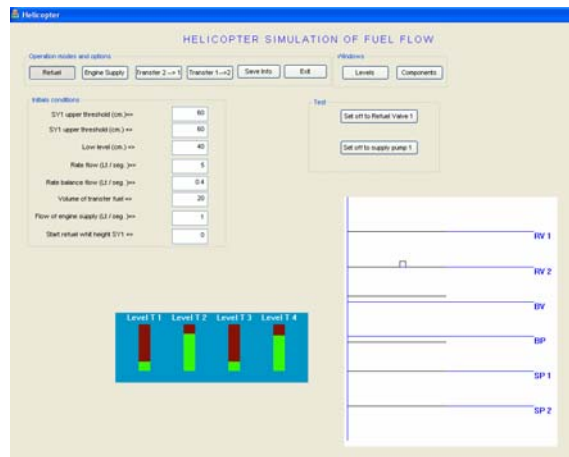 Helicopter
HELICOPTER SIMULATION OF FUEL FLOW
Operation modes and options
Refuel Engine Supply Transfer 2 --> 1 Transfer 1-->2 Save Info Exit
Windows
Levels Components
Initials conditions
SY1 upper threshold (cm.)=> 60
SY1 upper threshold (cm.) => 60
Low level (cm.) => 40
Rate flow (Lt / seg. )=> 5
Rate balance flow (Lt / seg. )=> 0.4
Volume of transfer fuel => 20
Flow of engine supply (Lt / seg. )=> 1
Start refuel whit height SY1 => 0
Test
Set off to Refuel Valve 1
Set off to supply pump 1
Level T 1 Level T 2 Level T 3 Level T 4
RV 1
RV 2
BV
BP
SP 1
SP 2